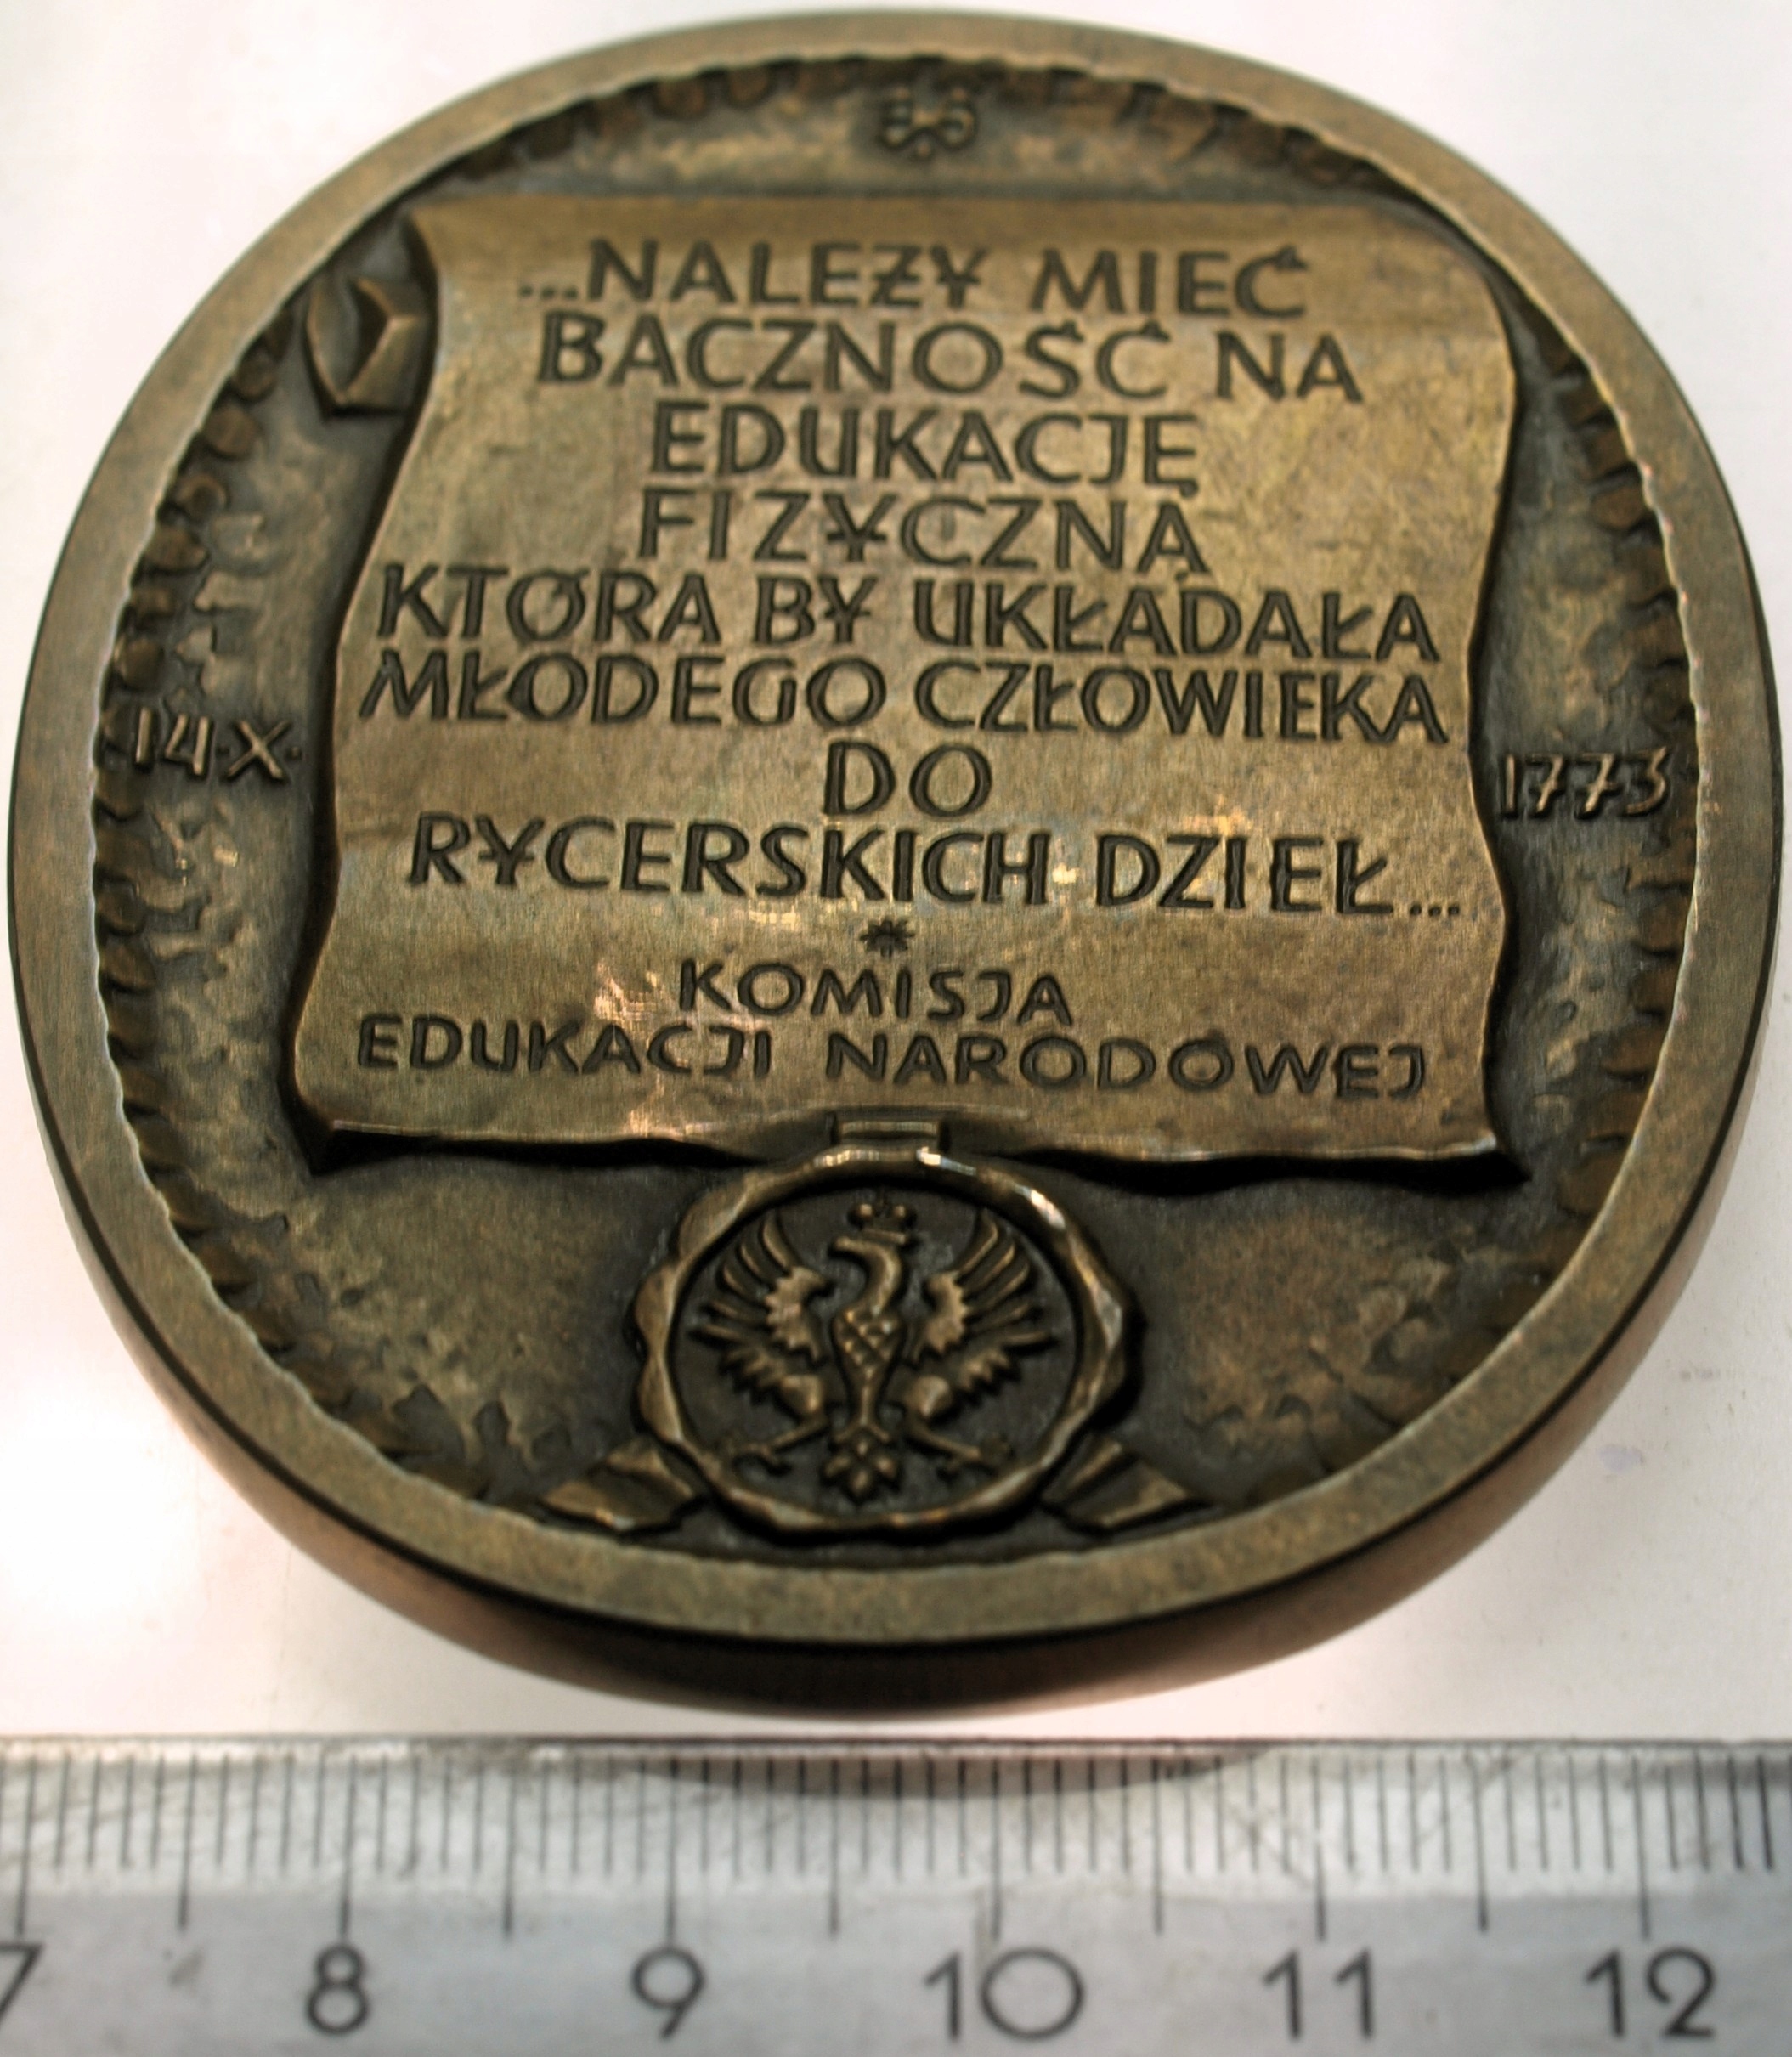 ...NALEŻY MIEĆ
BACZNOŚĆ NA
EDUKACJĘ
FIZYCZNĄ
KTÓRA BY UKŁADAŁA
MŁODEGO CZŁOWIEKA
DO
RYCERSKICH DZIEŁ...
*
KOMISJA
EDUKACJI NARODOWEJ
14·X·
1773
7 8 9 10 11 12